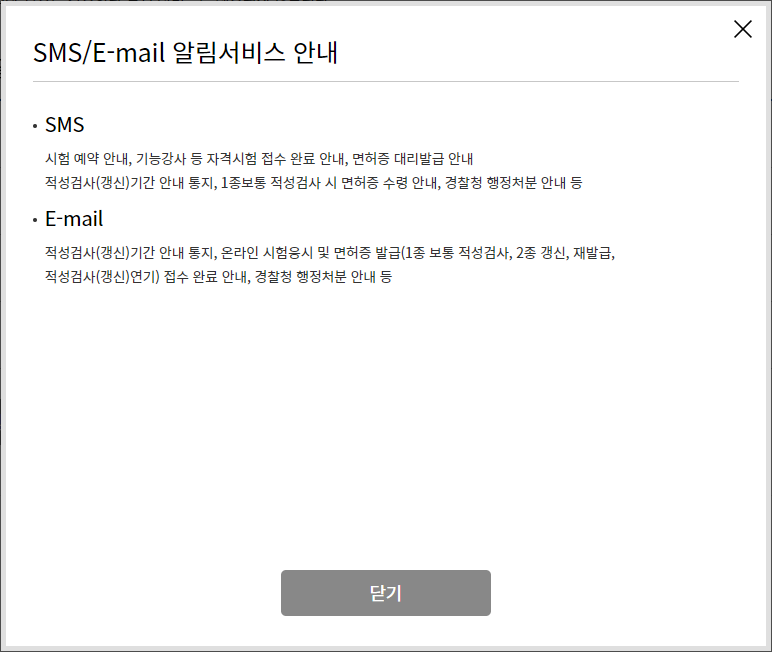 SMS/E-mail 알림서비스 안내
· SMS
시험 예약 안내, 기능강사 등 자격시험 접수 완료 안내, 면허증 대리발급 안내
적성검사(갱신)기간 안내 통지, 1종보통 적성검사 시 면허증 수령 안내, 경찰청 행정처분 안내 등
· E-mail
적성검사(갱신)기간 안내 통지, 온라인 시험응시 및 면허증 발급(1종 보통 적성검사, 2종 갱신, 재발급,
적성검사(갱신)연기) 접수 완료 안내, 경찰청 행정처분 안내 등
닫기